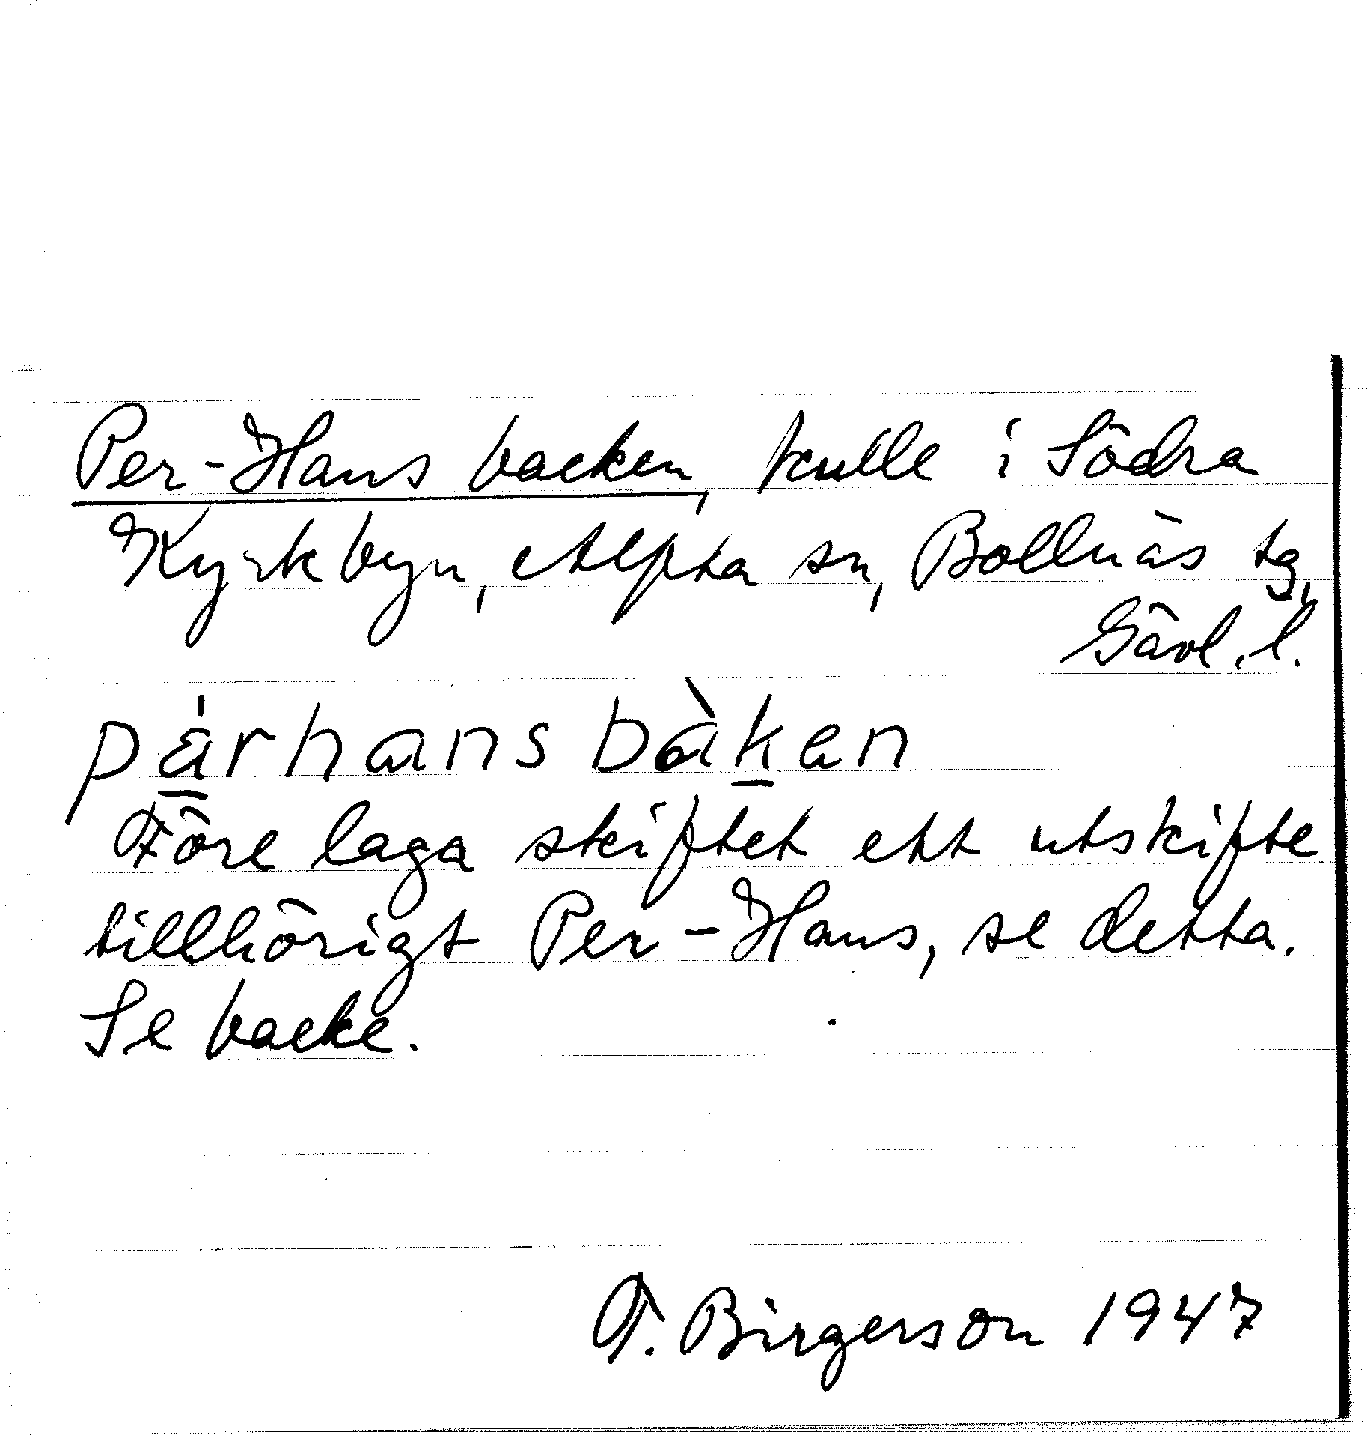 Per-Hans backen, kulle i Södra
Kyrkbyn, Alfta sn, Bollnäs tg,
Gävl. l.
pàrhans bàken
Före laga skiftet ett utskifte
tillhörigt Per-Hans, se detta.
Se backe.
T. Birgerson 1947